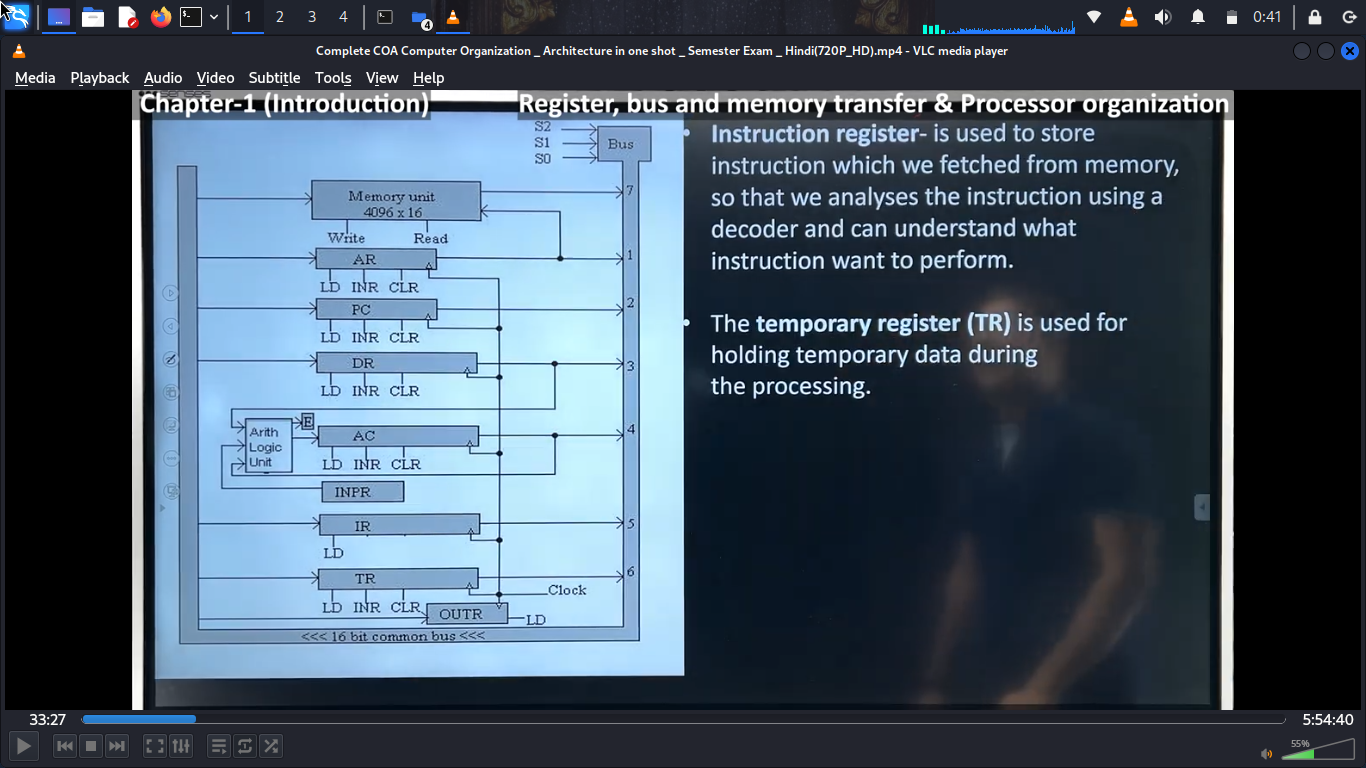 1 2 3 4
4
0:41
Complete COA Computer Organization _ Architecture in one shot _ Semester Exam _ Hindi(720P_HD).mp4 - VLC media player
Media Playback Audio Video Subtitle Tools View Help
Chapter-1 (Introduction)
Register, bus and memory transfer & Processor organization
S2
S1
S0
Bus
Memory unit
4096 x 16
7
Write Read
AR
1
LD INR CLR
PC
2
LD INR CLR
DR
3
LD INR CLR
E
Arith
Logic
Unit
AC
4
LD INR CLR
INPR
IR
5
LD
TR
6
Clock
LD INR CLR
OUTR
LD
<<< 16 bit common bus <<<
• Instruction register- is used to store
instruction which we fetched from memory,
so that we analyses the instruction using a
decoder and can understand what
instruction want to perform.
• The temporary register (TR) is used for
holding temporary data during
the processing.
33:27
5:54:40
55%